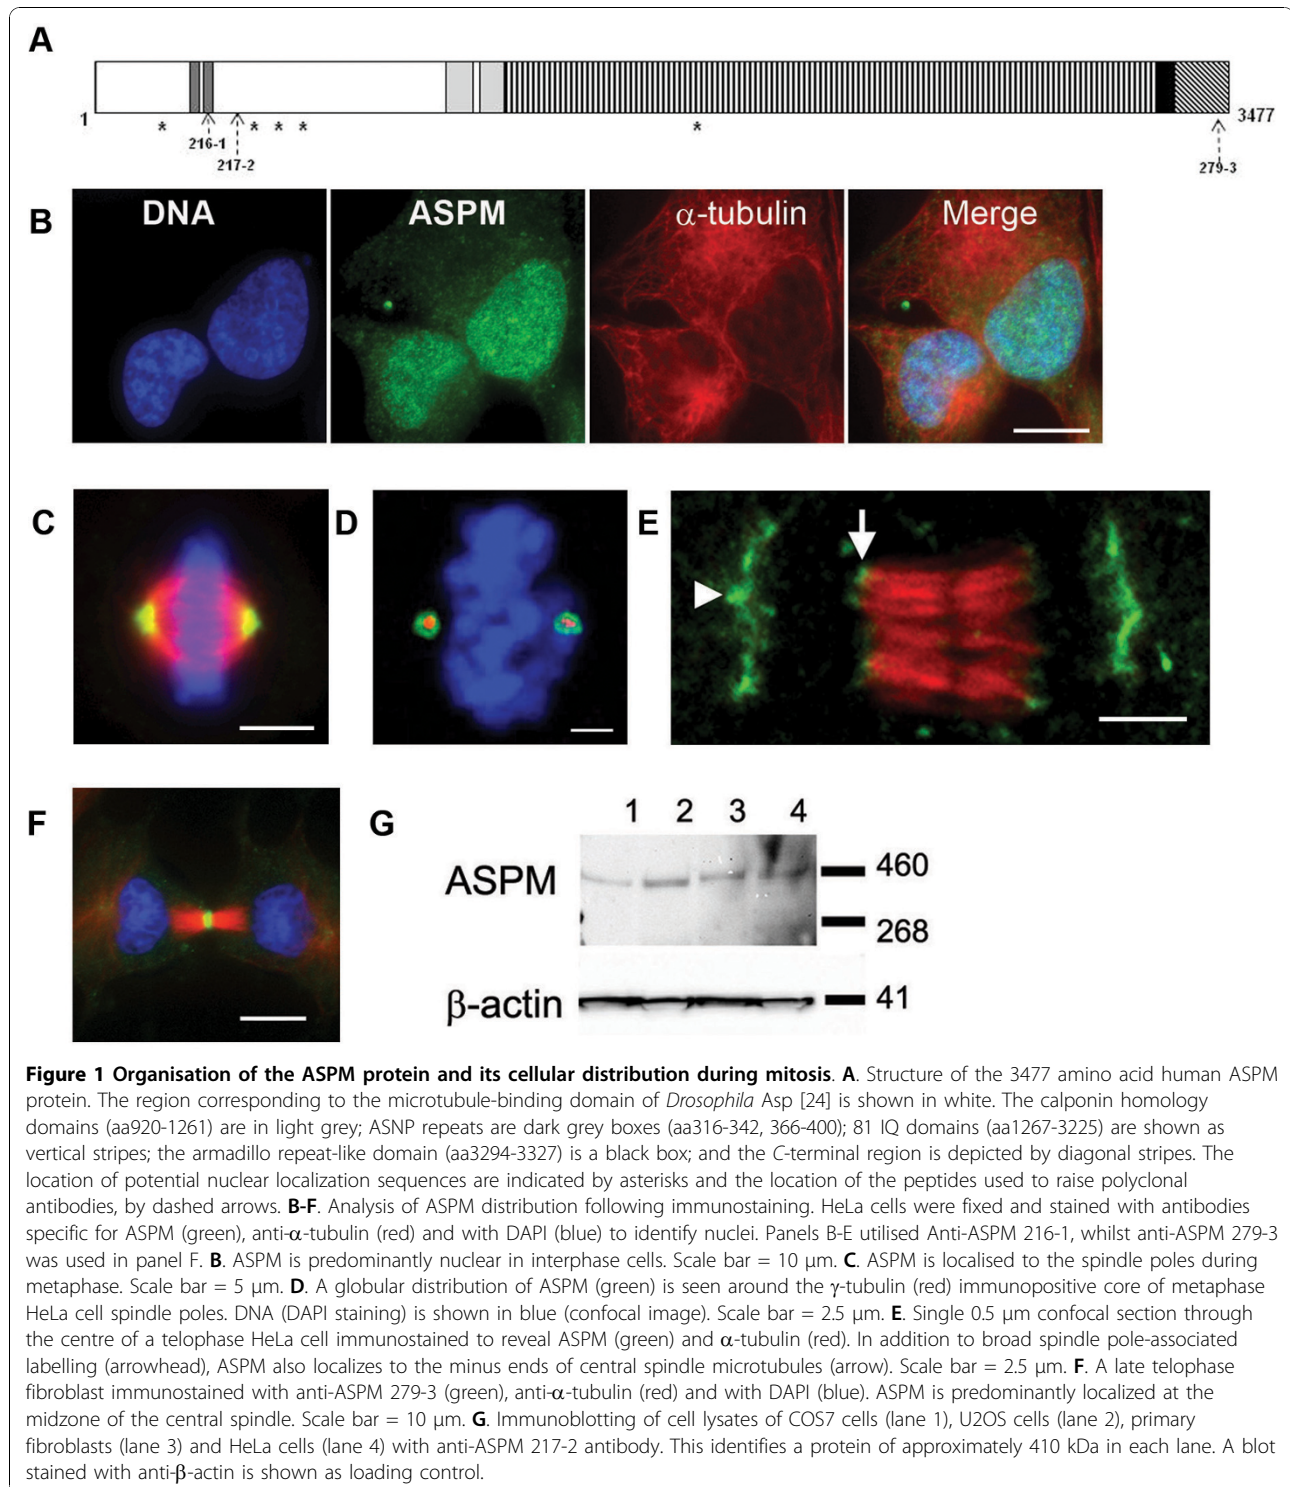 A
1
3477
* * * * *
216-1
217-2
279-3
B
DNA
ASPM
α-tubulin
Merge
C
D
E
F
G
1 2 3 4
ASPM
460
268
β-actin
41
Figure 1 Organisation of the ASPM protein and its cellular distribution during mitosis. A. Structure of the 3477 amino acid human ASPM
protein. The region corresponding to the microtubule-binding domain of Drosophila Asp [24] is shown in white. The calponin homology
domains (aa920-1261) are in light grey; ASNP repeats are dark grey boxes (aa316-342, 366-400); 81 IQ domains (aa1267-3225) are shown as
vertical stripes; the armadillo repeat-like domain (aa3294-3327) is a black box; and the C-terminal region is depicted by diagonal stripes. The
location of potential nuclear localization sequences are indicated by asterisks and the location of the peptides used to raise polyclonal
antibodies, by dashed arrows. B-F. Analysis of ASPM distribution following immunostaining. HeLa cells were fixed and stained with antibodies
specific for ASPM (green), anti-α-tubulin (red) and with DAPI (blue) to identify nuclei. Panels B-E utilised Anti-ASPM 216-1, whilst anti-ASPM 279-3
was used in panel F. B. ASPM is predominantly nuclear in interphase cells. Scale bar = 10 μm. C. ASPM is localised to the spindle poles during
metaphase. Scale bar = 5 μm. D. A globular distribution of ASPM (green) is seen around the γ-tubulin (red) immunopositive core of metaphase
HeLa cell spindle poles. DNA (DAPI staining) is shown in blue (confocal image). Scale bar = 2.5 μm. E. Single 0.5 μm confocal section through
the centre of a telophase HeLa cell immunostained to reveal ASPM (green) and α-tubulin (red). In addition to broad spindle pole-associated
labelling (arrowhead), ASPM also localizes to the minus ends of central spindle microtubules (arrow). Scale bar = 2.5 μm. F. A late telophase
fibroblast immunostained with anti-ASPM 279-3 (green), anti-α-tubulin (red) and with DAPI (blue). ASPM is predominantly localized at the
midzone of the central spindle. Scale bar = 10 μm. G. Immunoblotting of cell lysates of COS7 cells (lane 1), U2OS cells (lane 2), primary
fibroblasts (lane 3) and HeLa cells (lane 4) with anti-ASPM 217-2 antibody. This identifies a protein of approximately 410 kDa in each lane. A blot
stained with anti-β-actin is shown as loading control.